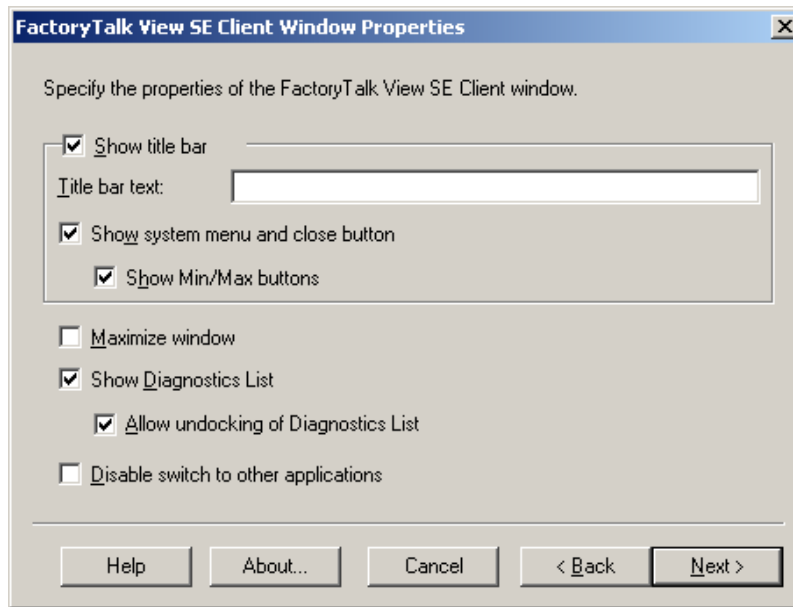 FactoryTalk View SE Client Window Properties
Specify the properties of the FactoryTalk View SE Client window.
Show title bar
Title bar text:
Show system menu and close button
Show Min/Max buttons
Maximize window
Show Diagnostics List
Allow undocking of Diagnostics List
Disable switch to other applications
Help About... Cancel < Back Next >